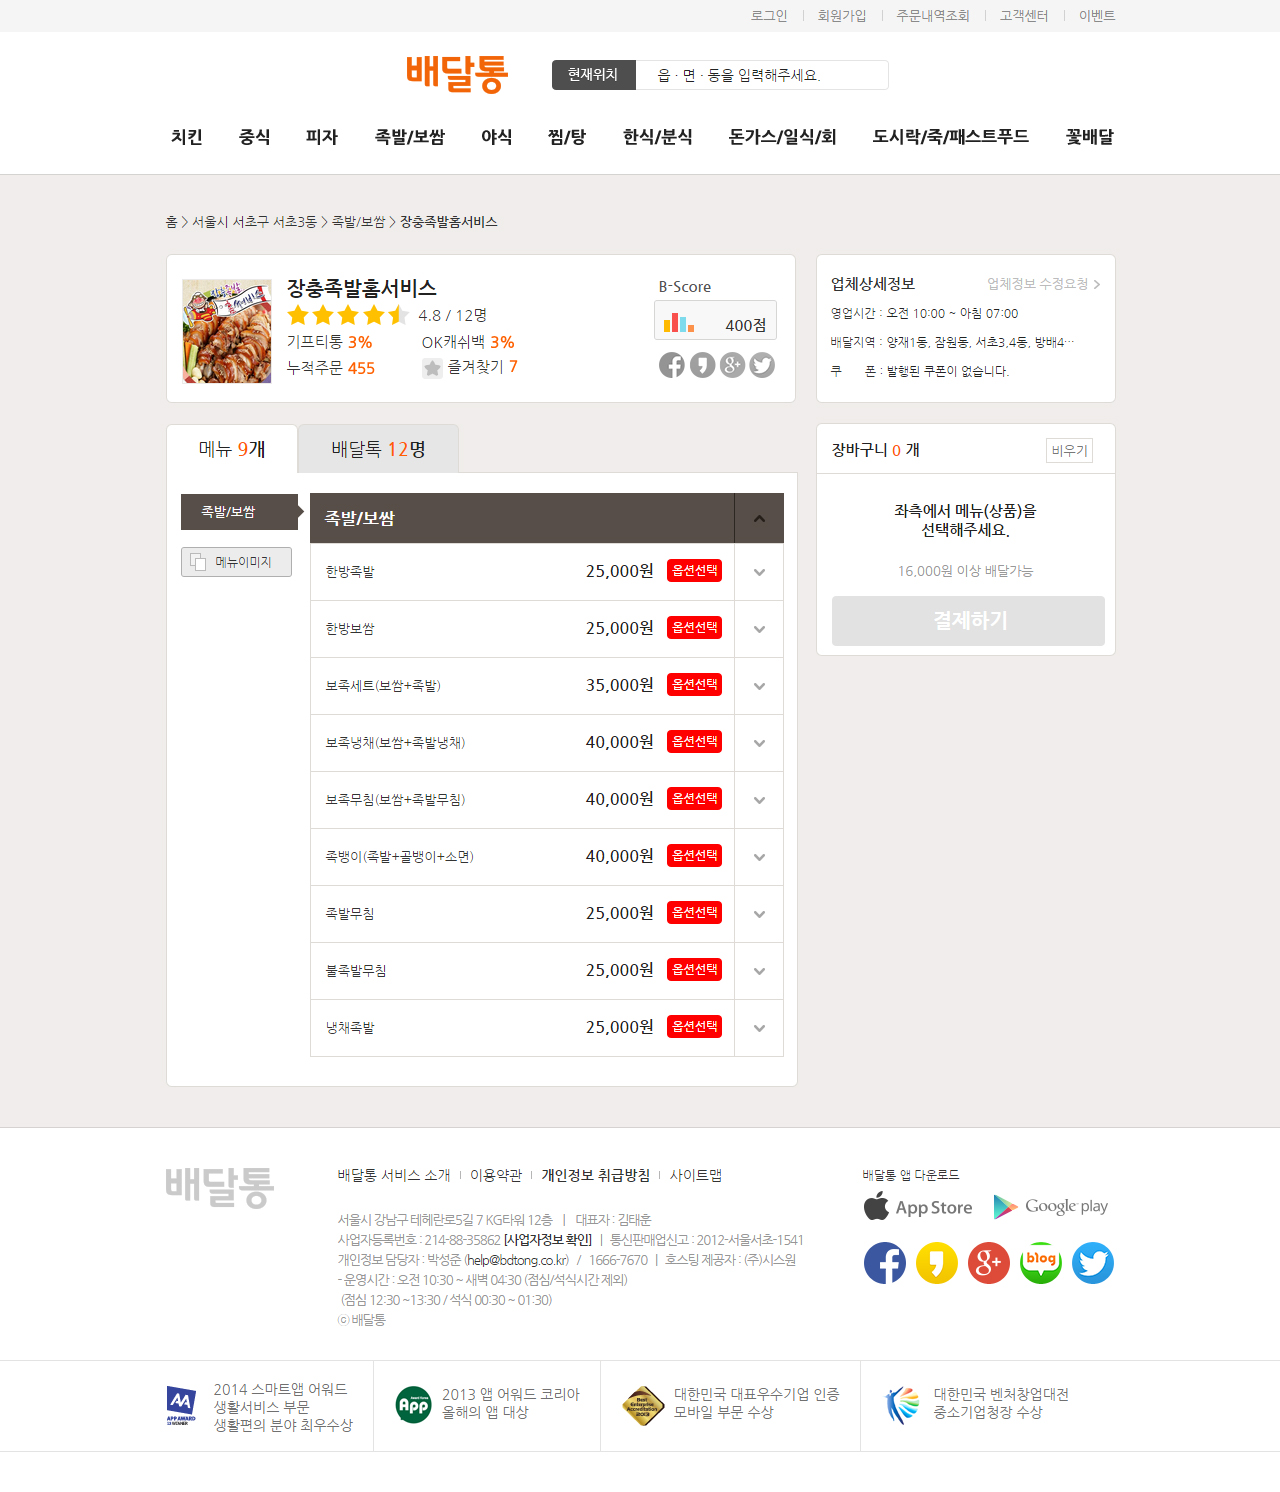 로그인 회원가입 주문내역조회 고객센터 이벤트
배달통 현재위치 읍 · 면 · 동을 입력해주세요.
치킨 중식 피자 족발/보쌈 야식 찜/탕 한식/분식 돈가스/일식/회 도시락/죽/패스트푸드 꽃배달
홈 > 서울시 서초구 서초3동 > 족발/보쌈 > 장충족발홈서비스
장충족발홈서비스
4.8 / 12명
기프티통 3% OK캐쉬백 3%
누적주문 455 즐겨찾기 7
B-Score
400점
업체상세정보 업체정보 수정요청 >
영업시간 : 오전 10:00 ~ 아침 07:00
배달지역 : 양재1동, 잠원동, 서초3,4동, 방배4…
쿠 폰 : 발행된 쿠폰이 없습니다.
메뉴 9개 배달톡 12명
족발/보쌈
메뉴이미지
족발/보쌈
한방족발 25,000원 옵션선택
한방보쌈 25,000원 옵션선택
보족세트(보쌈+족발) 35,000원 옵션선택
보족냉채(보쌈+족발냉채) 40,000원 옵션선택
보족무침(보쌈+족발무침) 40,000원 옵션선택
족뱅이(족발+골뱅이+소면) 40,000원 옵션선택
족발무침 25,000원 옵션선택
불족발무침 25,000원 옵션선택
냉채족발 25,000원 옵션선택
장바구니 0 개 비우기
좌측에서 메뉴(상품)을
선택해주세요.
16,000원 이상 배달가능
결제하기
배달통
배달통 서비스 소개 이용약관 개인정보 취급방침 사이트맵
서울시 강남구 테헤란로5길 7 KG타워 12층 | 대표자 : 김태훈
사업자등록번호 : 214-88-35862 [사업자정보 확인] | 통신판매업신고 : 2012-서울서초-1541
개인정보 담당자 : 박성준 (help@bdtong.co.kr) / 1666-7670 | 호스팅 제공자 : (주)시스원
- 운영시간 : 오전 10:30 ~ 새벽 04:30 (점심/석식시간 제외)
(점심 12:30 ~13:30 / 석식 00:30 ~ 01:30)
ⓒ 배달통
배달통 앱 다운로드
App Store Google play
blog
2014 스마트앱 어워드
생활서비스 부문
생활편의 분야 최우수상
2013 앱 어워드 코리아
올해의 앱 대상
대한민국 대표우수기업 인증
모바일 부문 수상
대한민국 벤처창업대전
중소기업청장 수상